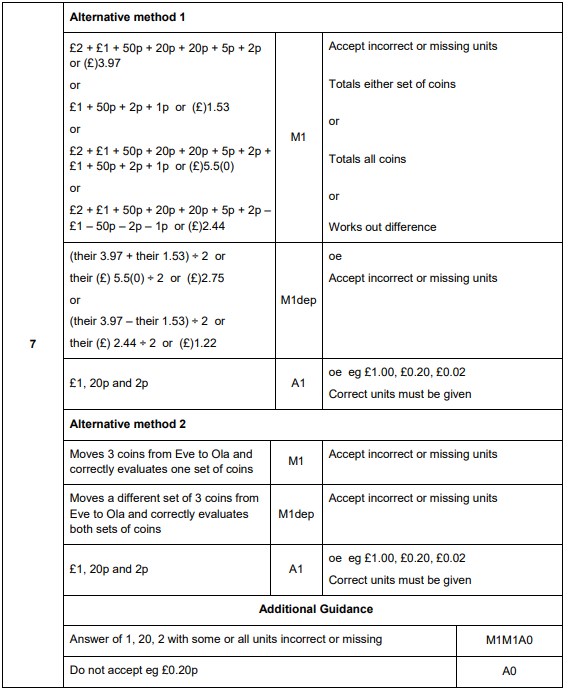 7
Alternative method 1
£2 + £1 + 50p + 20p + 20p + 5p + 2p
or (£)3.97
or
£1 + 50p + 2p + 1p or (£)1.53
or
£2 + £1 + 50p + 20p + 20p + 5p + 2p +
£1 + 50p + 2p + 1p or (£)5.5(0)
or
£2 + £1 + 50p + 20p + 20p + 5p + 2p –
£1 – 50p – 2p – 1p or (£)2.44
M1
Accept incorrect or missing units
Totals either set of coins
or
Totals all coins
or
Works out difference
(their 3.97 + their 1.53) ÷ 2 or
their (£) 5.5(0) ÷ 2 or (£)2.75
or
(their 3.97 – their 1.53) ÷ 2 or
their (£) 2.44 ÷ 2 or (£)1.22
M1dep
oe
Accept incorrect or missing units
£1, 20p and 2p
A1
oe eg £1.00, £0.20, £0.02
Correct units must be given
Alternative method 2
Moves 3 coins from Eve to Ola and
correctly evaluates one set of coins
M1
Accept incorrect or missing units
Moves a different set of 3 coins from
Eve to Ola and correctly evaluates
both sets of coins
M1dep
Accept incorrect or missing units
£1, 20p and 2p
A1
oe eg £1.00, £0.20, £0.02
Correct units must be given
Additional Guidance
Answer of 1, 20, 2 with some or all units incorrect or missing
M1M1A0
Do not accept eg £0.20p
A0